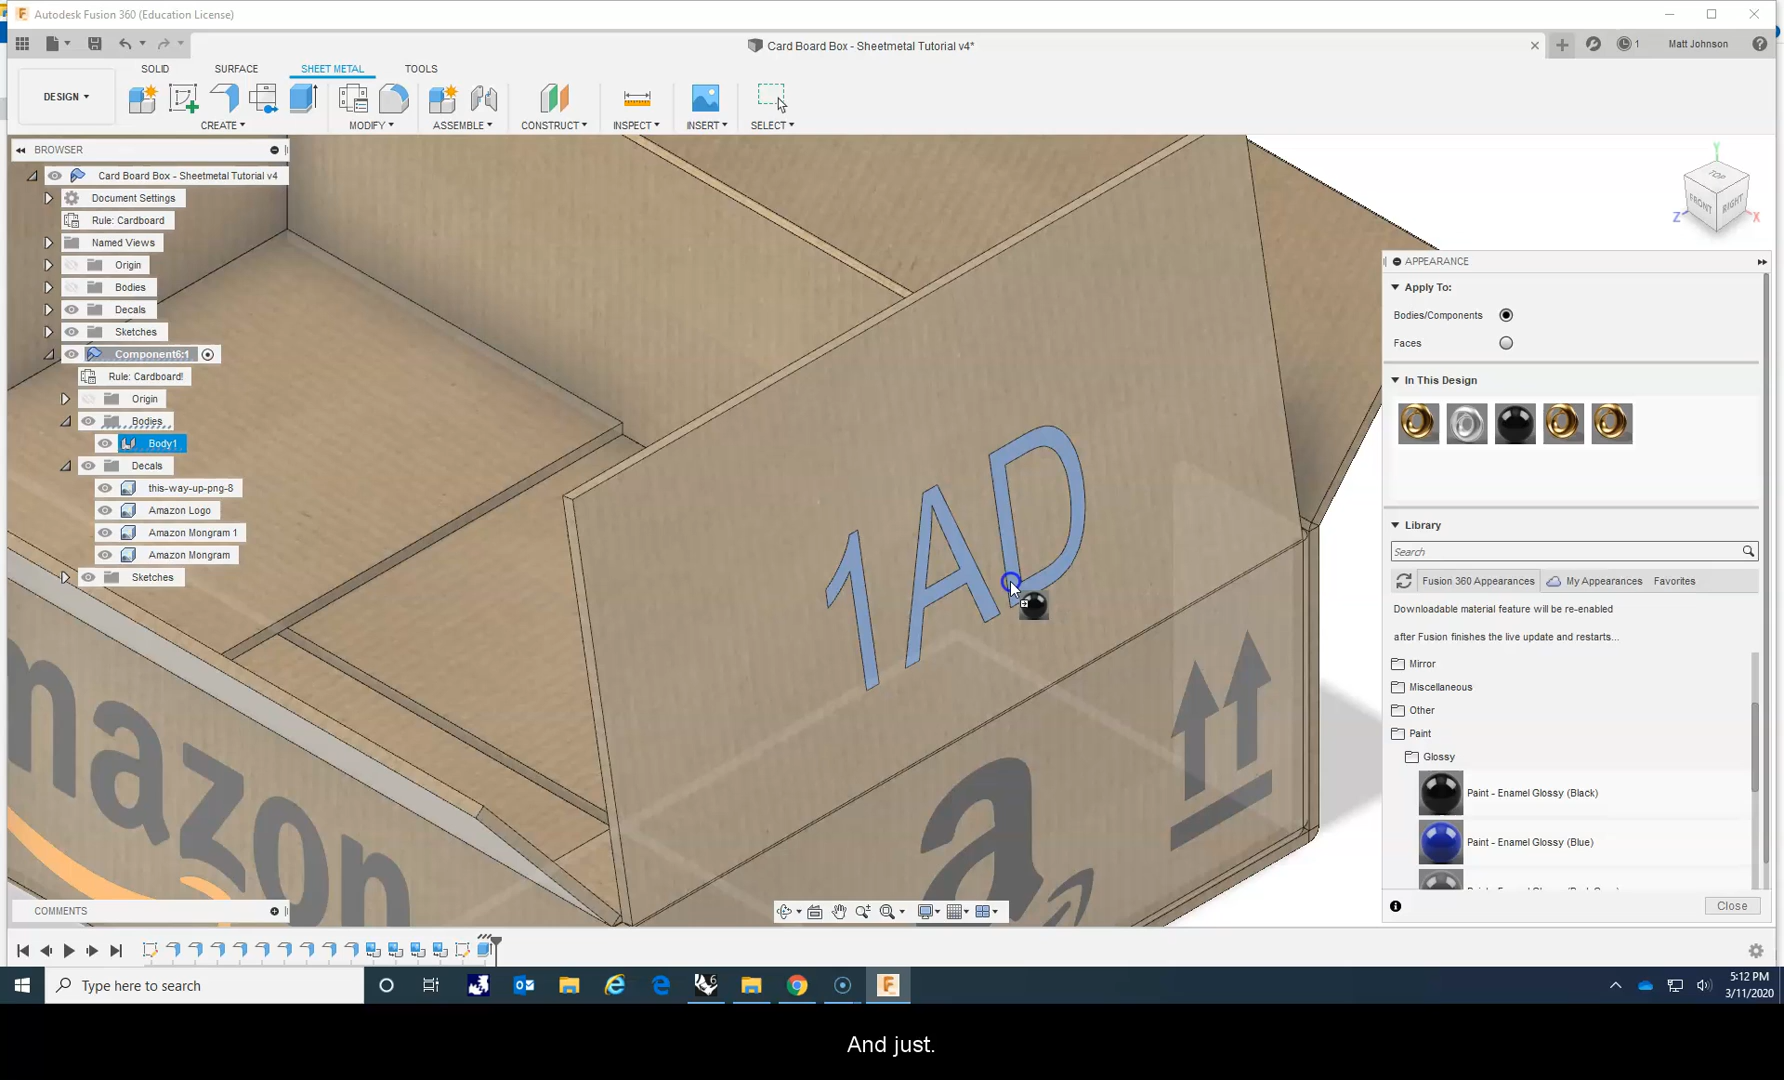 Autodesk Fusion 360 (Education License)
Card Board Box - Sheetmetal Tutorial v4*
1
Matt Johnson
DESIGN
SOLID
SURFACE
SHEET METAL
TOOLS
CREATE
MODIFY
ASSEMBLE
CONSTRUCT
INSPECT
INSERT
SELECT
BROWSER
Card Board Box - Sheetmetal Tutorial v4
Document Settings
Rule: Cardboard
Named Views
Origin
Bodies
Decals
Sketches
Component6:1
Rule: Cardboard!
Origin
Bodies
Body1
Decals
this-way-up-png-8
Amazon Logo
Amazon Mongram 1
Amazon Mongram
Sketches
1AD
mazon
a
Y
TOP
FRONT
RIGHT
Z
X
APPEARANCE
Apply To:
Bodies/Components
Faces
In This Design
Library
Search
Fusion 360 Appearances
My Appearances
Favorites
Downloadable material feature will be re-enabled
after Fusion finishes the live update and restarts...
Mirror
Miscellaneous
Other
Paint
Glossy
Paint - Enamel Glossy (Black)
Paint - Enamel Glossy (Blue)
Close
COMMENTS
Type here to search
5:12 PM
3/11/2020
And just.